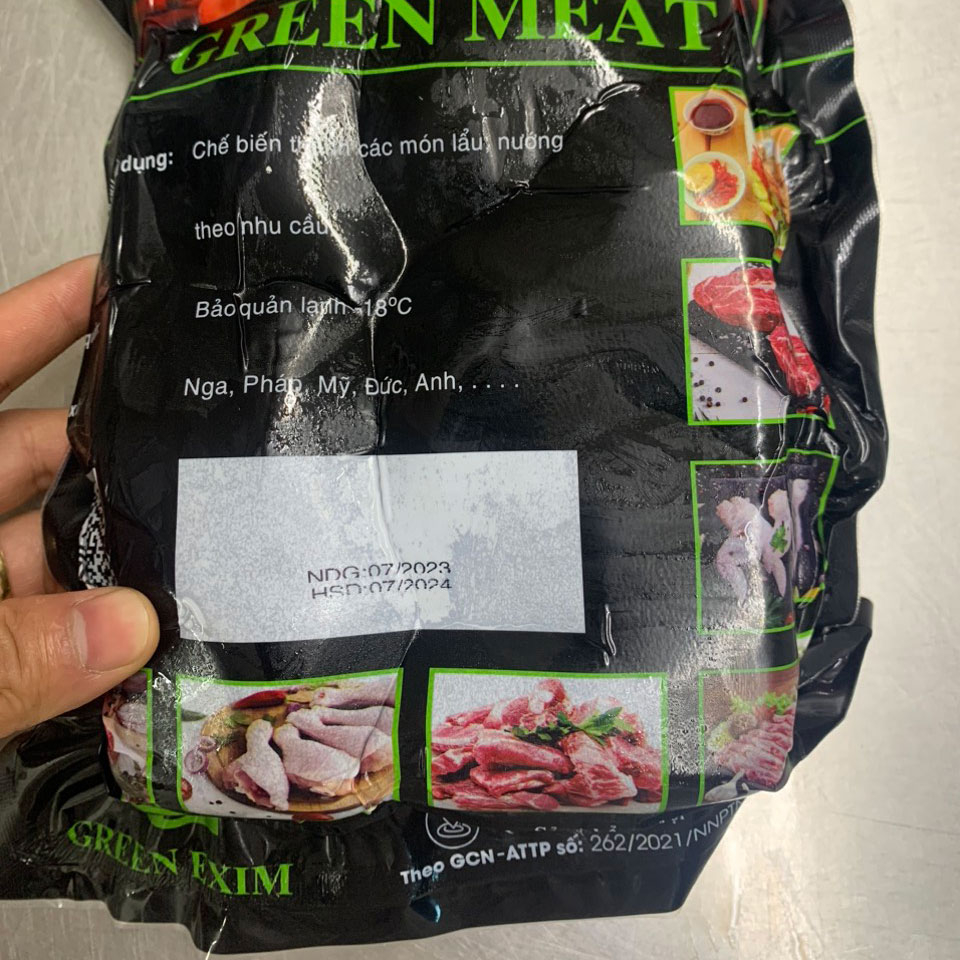 GREEN MEAT
dụng: Chế biến thành các món lẩu, nướng
theo nhu cầu
Bảo quản lạnh -18ºC
Nga, Pháp, Mỹ, Đức, Anh, . . . .
NDG:07/2023
HSD:07/2024
GREEN EXIM
Theo GCN-ATTP số: 262/2021/NNPT